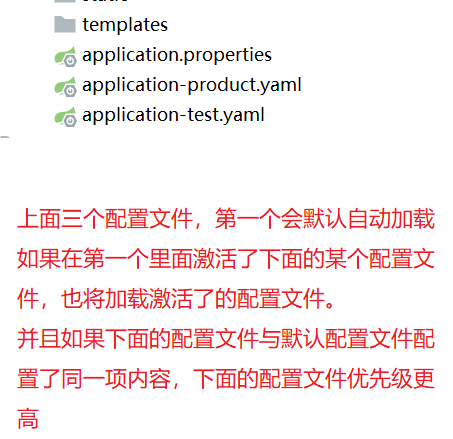 templates
application.properties
application-product.yaml
application-test.yaml
上面三个配置文件，第一个会默认自动加载
如果在第一个里面激活了下面的某个配置文
件，也将加载激活了的配置文件。
并且如果下面的配置文件与默认配置文件配
置了同一项内容，下面的配置文件优先级更
高